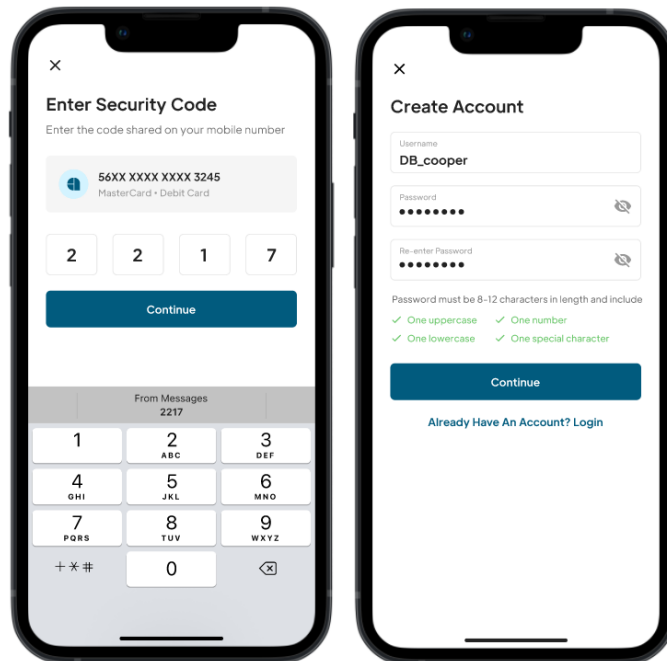 Enter Security Code
Enter the code shared on your mobile number
56XX XXXX XXXX 3245
MasterCard • Debit Card
2 2 1 7
Continue
From Messages
2217
1 2 3
ABC DEF
4 5 6
GHI JKL MNO
7 8 9
PQRS TUV WXYZ
+*# 0
Create Account
Username
DB_cooper
Password
••••••••
Re-enter Password
••••••••
Password must be 8-12 characters in length and include
One uppercase One number
One lowercase One special character
Continue
Already Have An Account? Login